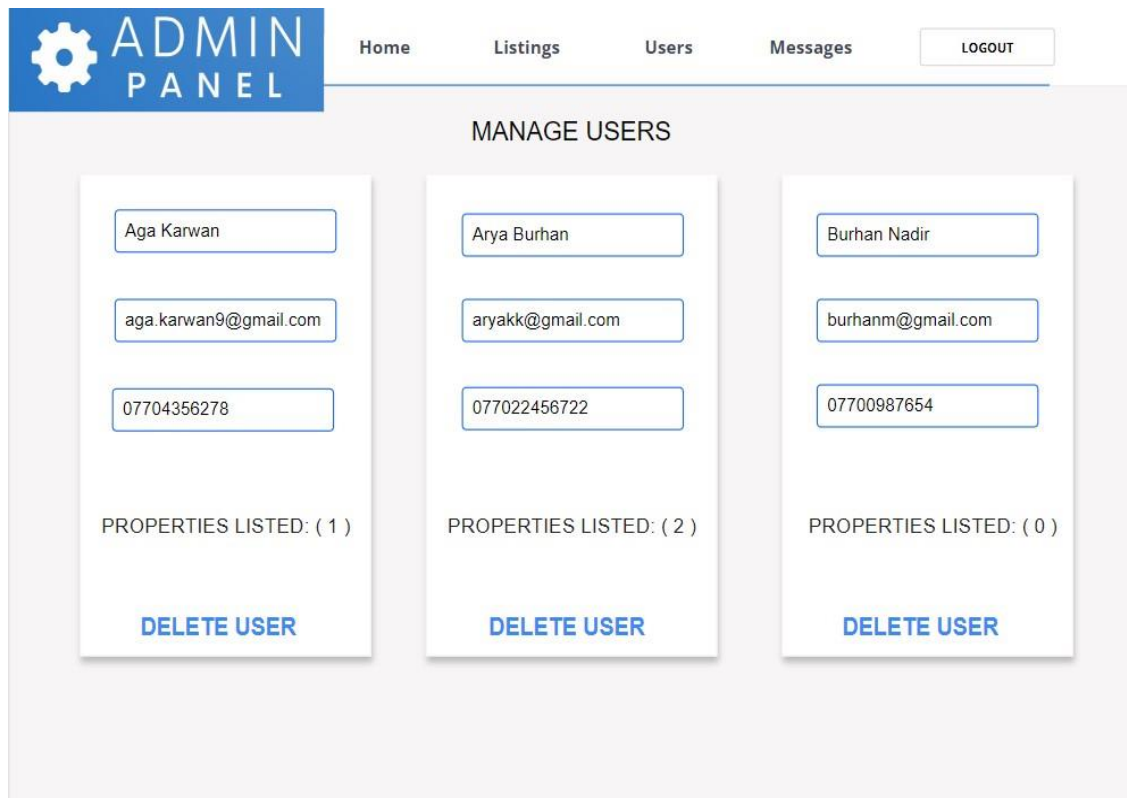 ADMIN
PANEL
Home Listings Users Messages LOGOUT
MANAGE USERS
Aga Karwan
aga.karwan9@gmail.com
07704356278
PROPERTIES LISTED: ( 1 )
DELETE USER
Arya Burhan
aryakk@gmail.com
077022456722
PROPERTIES LISTED: ( 2 )
DELETE USER
Burhan Nadir
burhanm@gmail.com
07700987654
PROPERTIES LISTED: ( 0 )
DELETE USER